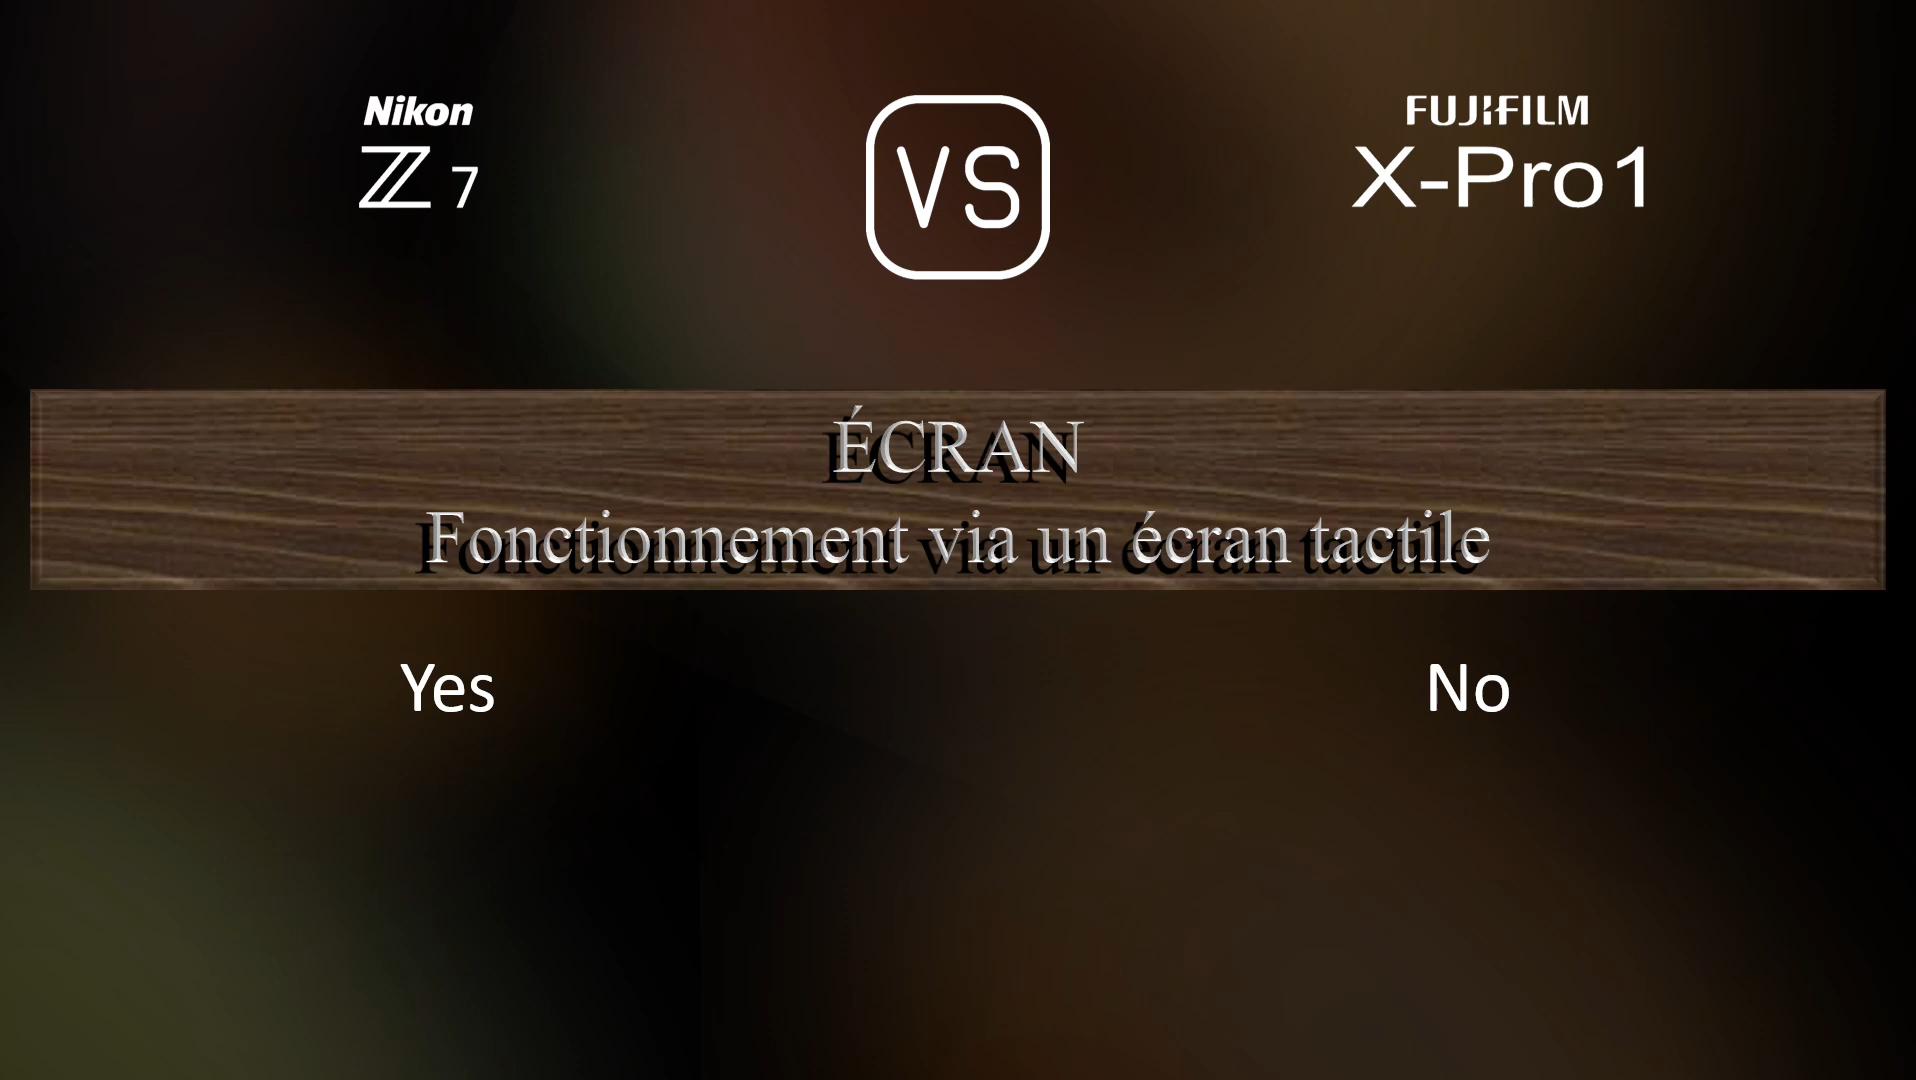 Nikon
Z 7
VS
FUJIFILM
X-Pro1
ÉCRAN
Fonctionnement via un écran tactile
Yes
No